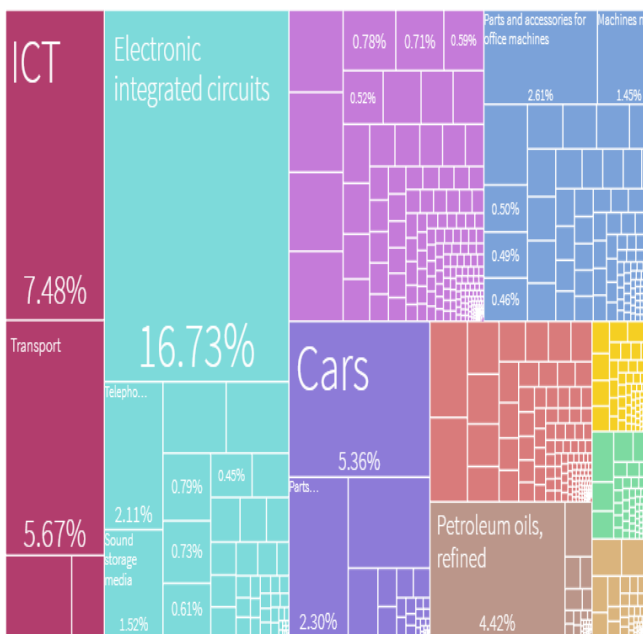 ICT
7.48%
Transport
5.67%
Electronic
integrated circuits
16.73%
Telepho...
2.11%
Sound
storage
media
1.52%
0.79%
0.45%
0.73%
0.61%
0.78%
0.71%
0.59%
0.52%
Parts and accessories for
office machines
2.61%
Machines n
1.45%
0.50%
0.49%
0.46%
Cars
5.36%
Parts...
2.30%
Petroleum oils,
refined
4.42%